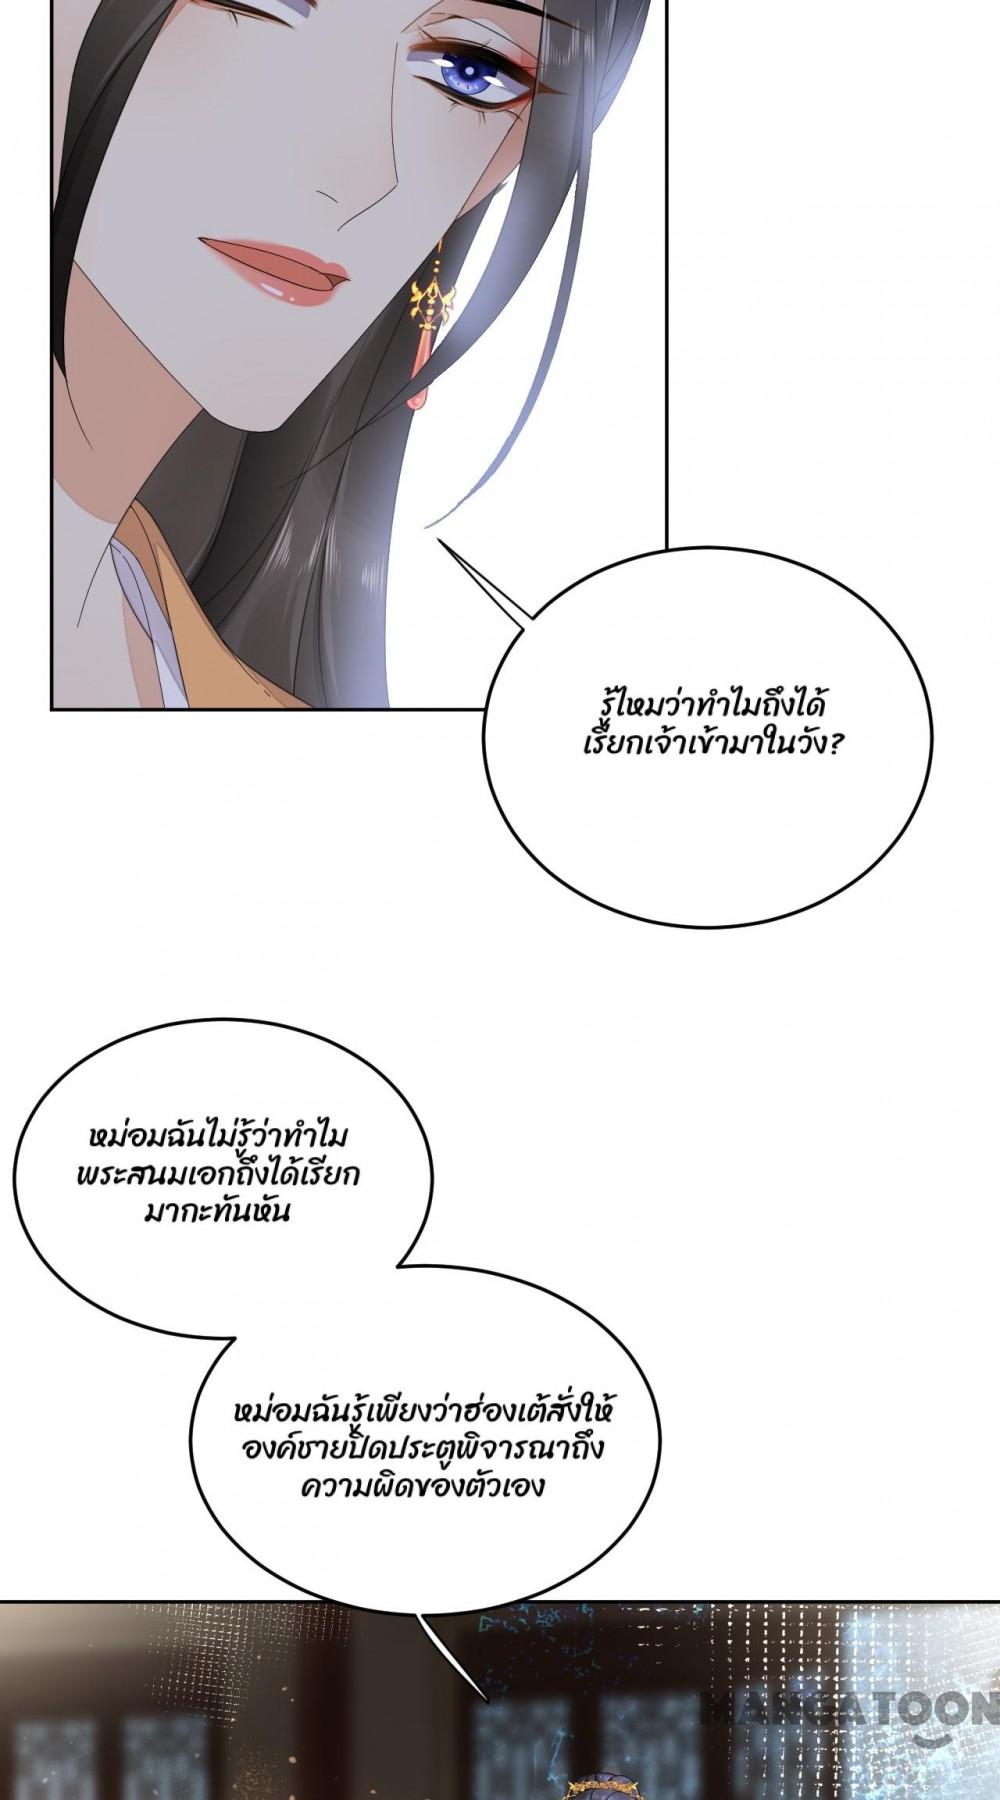 รู้ไหมว่าทำไมถึงได้
เรียกเจ้าเข้ามาในวัง?
หม่อมฉันไม่รู้ว่าทำไม
พระสนมเอกถึงได้เรียก
มากะทันหัน
หม่อมฉันรู้เพียงว่าฮ่องเต้สั่งให้
องค์ชายปิดประตูพิจารณาถึง
ความผิดของตัวเอง
MANGATOON